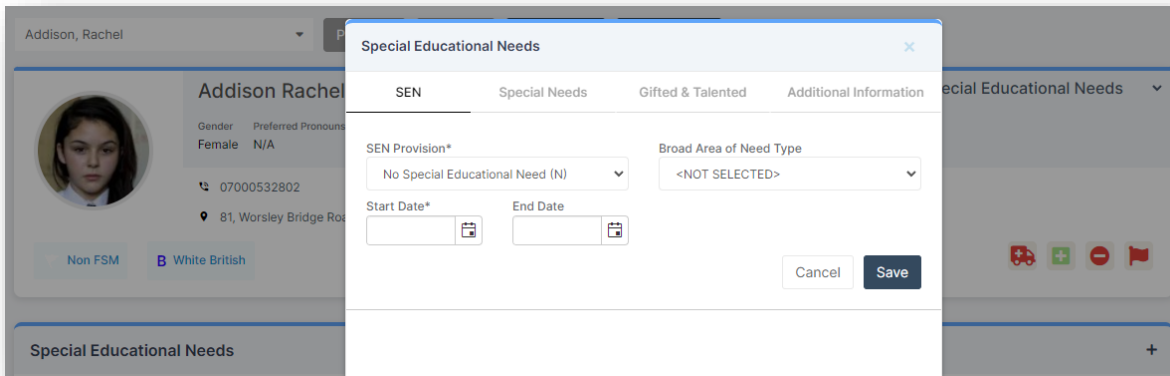 Addison, Rachel
P
Special Educational Needs
×
Addison Rachel
SEN
Special Needs
Gifted & Talented
Additional Information
ecial Educational Needs
Gender Preferred Pronouns
Female N/A
SEN Provision*
Broad Area of Need Type
No Special Educational Need (N)
<NOT SELECTED>
07000532802
Start Date*
End Date
81, Worsley Bridge Roa
Non FSM
B White British
Cancel
Save
Special Educational Needs
+